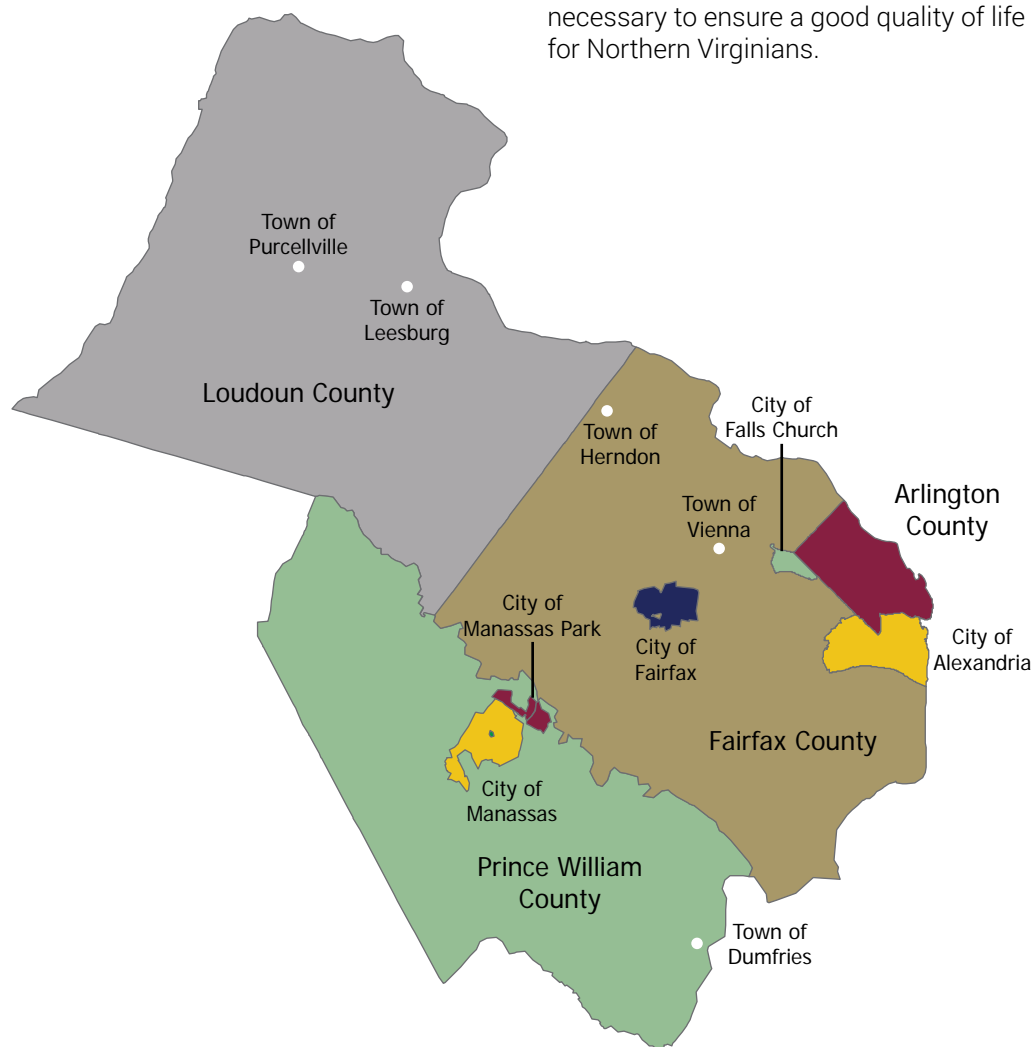 necessary to ensure a good quality of life
for Northern Virginians.
Town of
Purcellville
Town of
Leesburg
Loudoun County
Town of
Herndon
City of
Falls Church
Town of
Vienna
Arlington
County
City of
Manassas Park
City of
Fairfax
City of
Alexandria
Fairfax County
City of
Manassas
Prince William
County
Town of
Dumfries